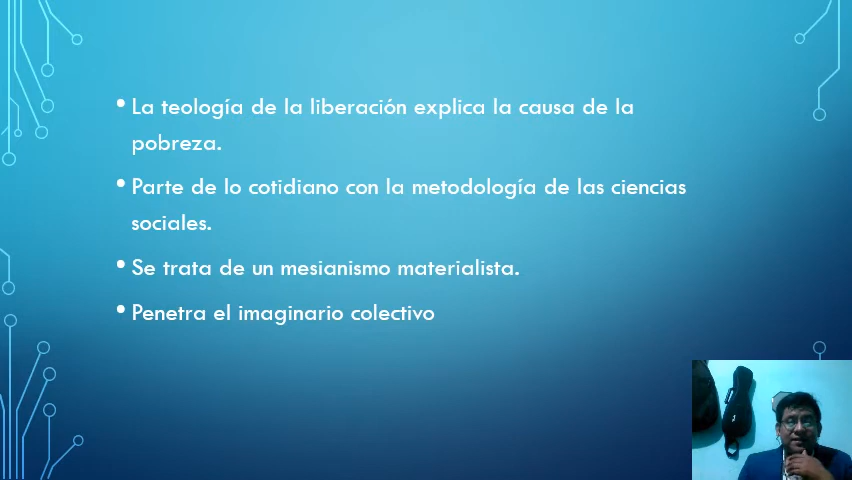 • La teología de la liberación explica la causa de la
pobreza.
• Parte de lo cotidiano con la metodología de las ciencias
sociales.
• Se trata de un mesianismo materialista.
• Penetra el imaginario colectivo